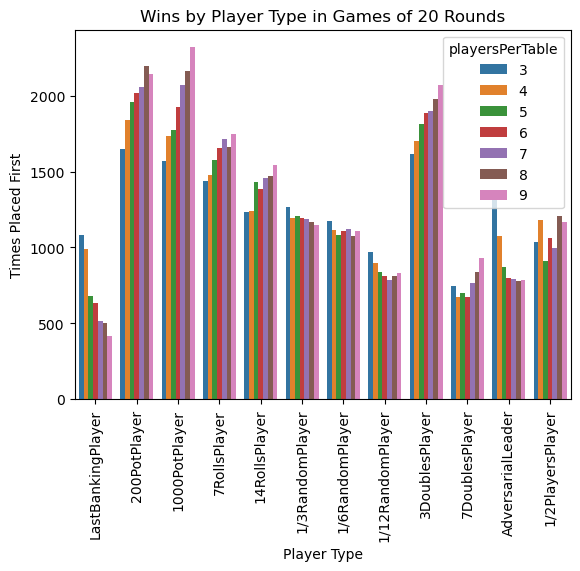 Wins by Player Type in Games of 20 Rounds
playersPerTable
3
4
5
6
7
8
9
Times Placed First
2000
1500
1000
500
0
LastBankingPlayer
200PotPlayer
1000PotPlayer
7RollsPlayer
14RollsPlayer
1/3RandomPlayer
1/6RandomPlayer
1/12RandomPlayer
3DoublesPlayer
7DoublesPlayer
AdversarialLeader
1/2PlayersPlayer
Player Type